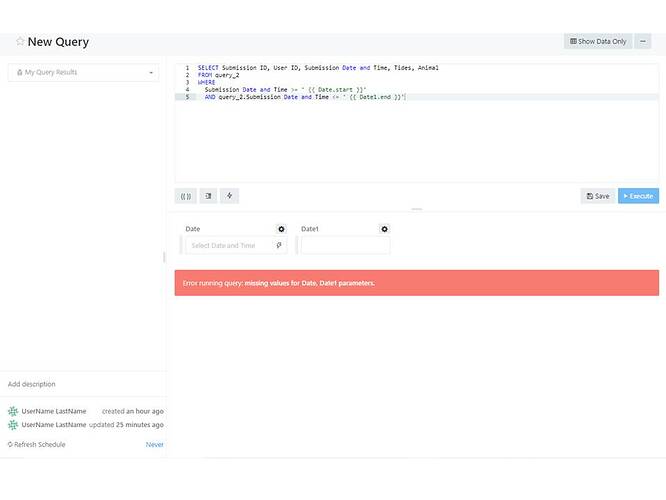 New Query
Show Data Only
My Query Results
1 SELECT Submission ID, User ID, Submission Date and Time, Tides, Animal
2 FROM query_2
3 WHERE
4 Submission Date and Time >= ' {{ Date.start }}'
5 AND query_2.Submission Date and Time <= ' {{ Date1.end }}'
{{ }}
Save
Execute
Date
Date1
Select Date and Time
Error running query: missing values for Date, Date1 parameters.
Add description
UserName LastName created an hour ago
UserName LastName updated 25 minutes ago
Refresh Schedule Never